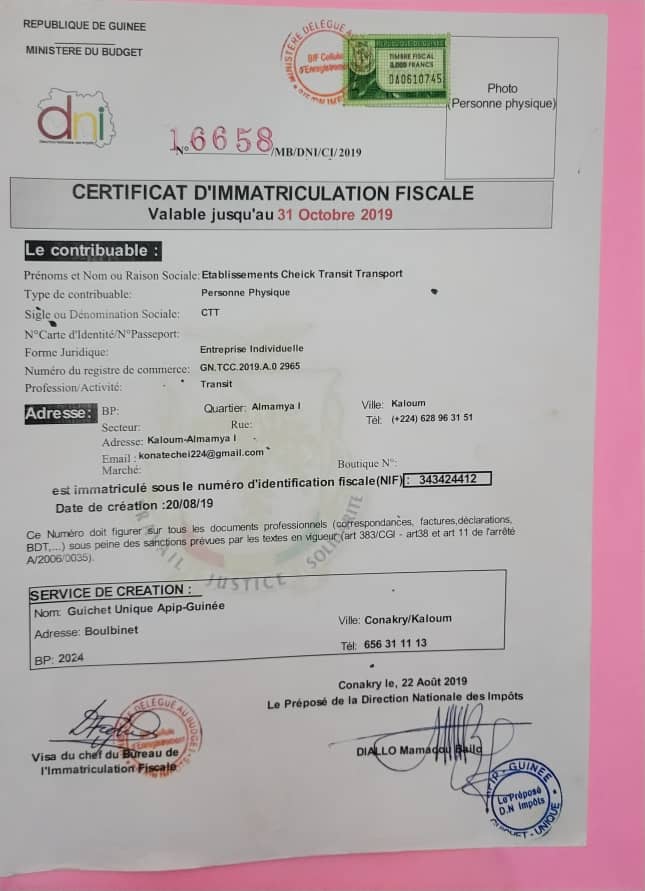 REPUBLIQUE DE GUINEE
MINISTERE DU BUDGET
MINISTÈRE DÉLÉGUÉ AU
BIF Cellule
d'Enregistrement
REPUBLIQUE DE GUINEE
TIMBRE FISCAL
FRANCS
0A0610745
Photo
(Personne physique)
dni
N° 16658/MB/DNI/CI/2019
CERTIFICAT D'IMMATRICULATION FISCALE
Valable jusqu'au 31 Octobre 2019
Le contribuable :
Prénoms et Nom ou Raison Sociale: Etablissements Cheick Transit Transport
Type de contribuable: Personne Physique
Sigle ou Dénomination Sociale: CTT
N°Carte d'Identité/N°Passeport:
Forme Juridique: Entreprise Individuelle
Numéro du registre de commerce: GN.TCC.2019.A.0 2965
Profession/Activité: Transit
Adresse: BP: Quartier: Almamya I Ville: Kaloum
Secteur: Rue: Tél: (+224) 628 96 31 51
Adresse: Kaloum-Almamya I
Email : konatechei224@gmail.com
Marché: Boutique N°:
est immatriculé sous le numéro d'identification fiscale(NIF) : 343424412
Date de création :20/08/19
Ce Numéro doit figurer sur tous les documents professionnels (correspondances, factures,déclarations,
BDT,...) sous peine des sanctions prévues par les textes en vigueur (art 383/CGI - art38 et art 11 de l'arrêté
A/2006/0035).
TRAVAIL JUSTICE SOLIDARITE
SERVICE DE CREATION :
Nom: Guichet Unique Apip-Guinée
Adresse: Boulbinet Ville: Conakry/Kaloum
BP: 2024 Tél: 656 31 11 13
Conakry le, 22 Août 2019
Le Préposé de la Direction Nationale des Impôts
DÉLÉGUÉ AU BUDGET
Cellule
d'Enregistrement
Visa du chef du Bureau de
l'Immatriculation Fiscale
DIALLO Mamadou Bailo
GUINEE
Le Préposé
D.N Impôts
UNIQUE